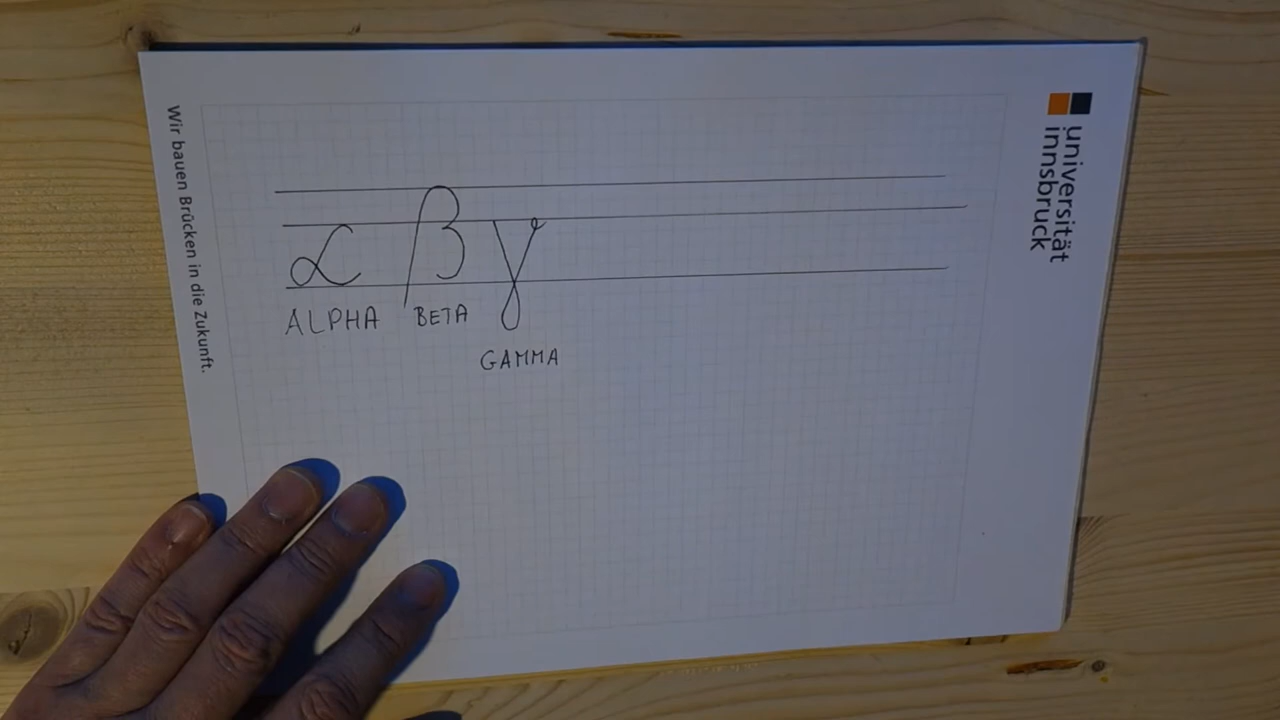 Wir bauen Brücken in die Zukunft.
universität
innsbruck
α β γ
ALPHA BETA
GAMMA